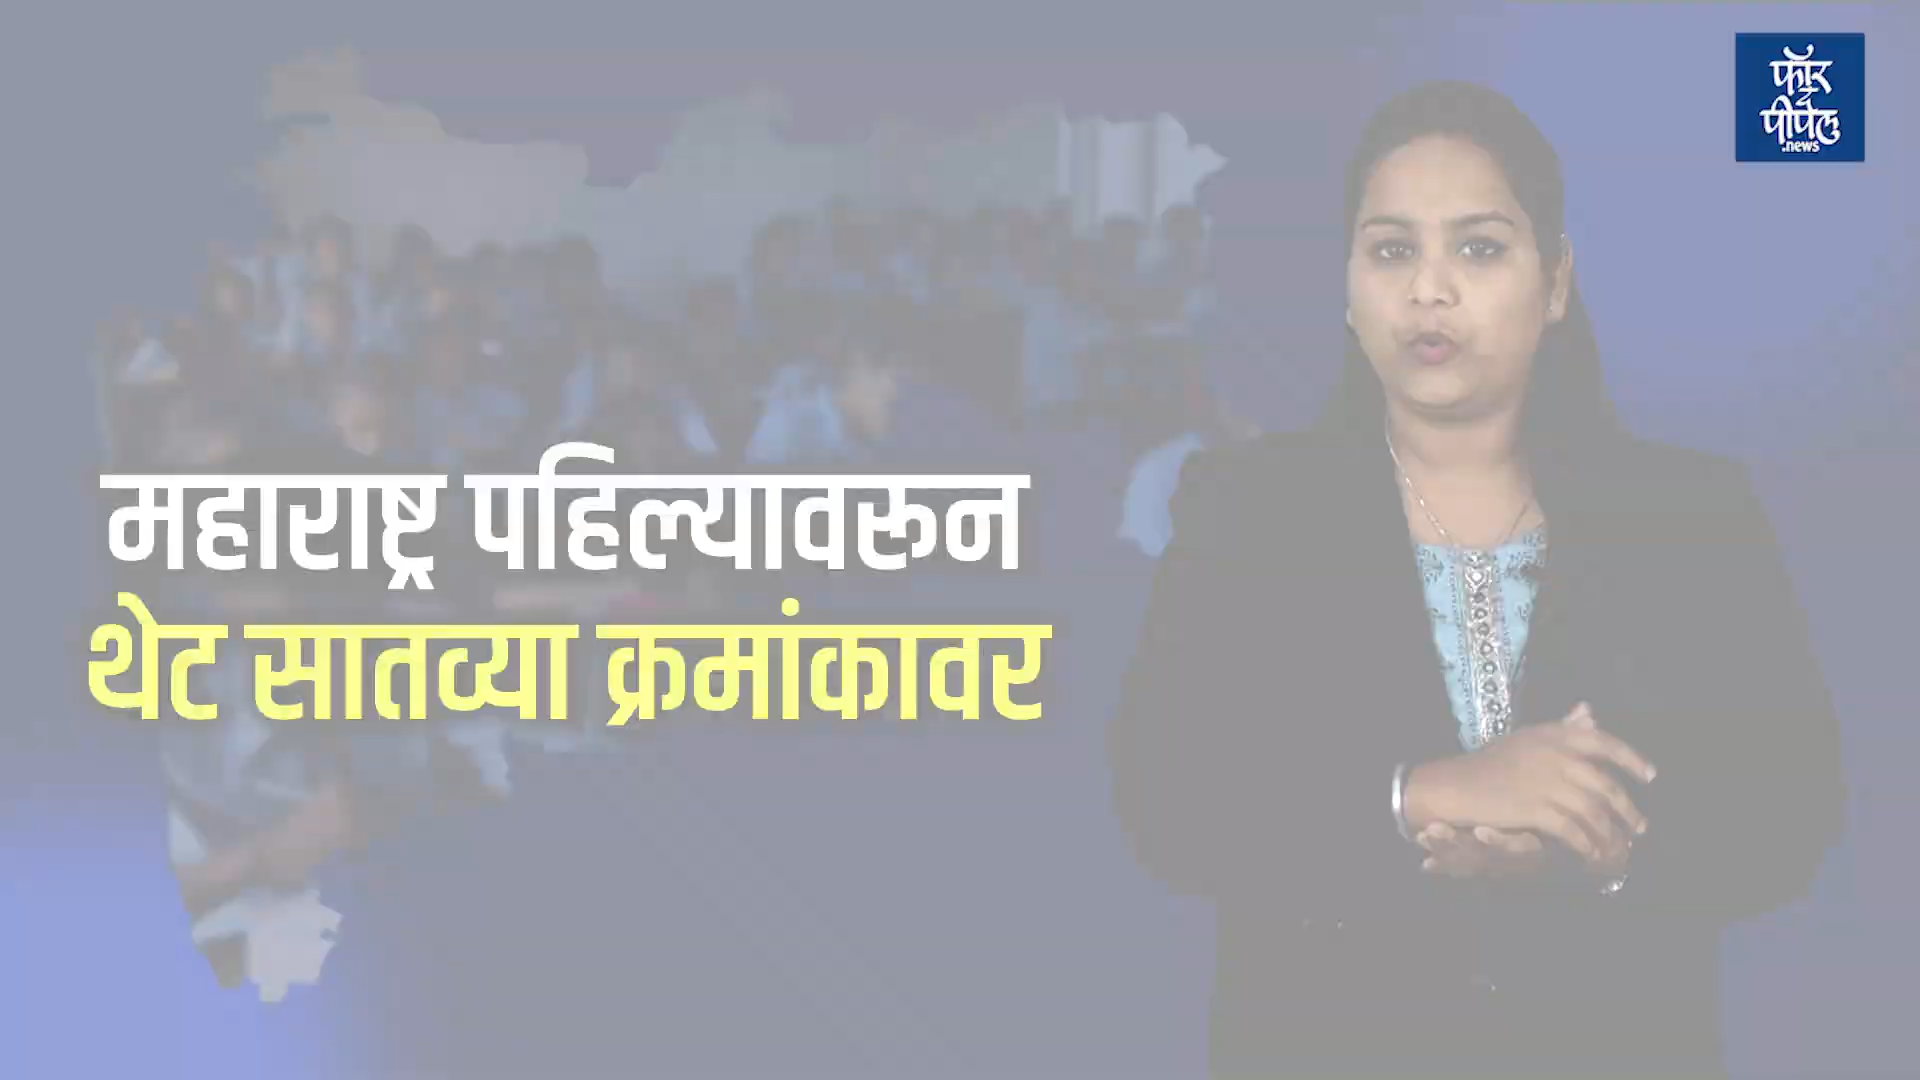 फॉर
द
पीपल
.news
महाराष्ट्र पहिल्यावरून
थेट सातव्या क्रमांकावर